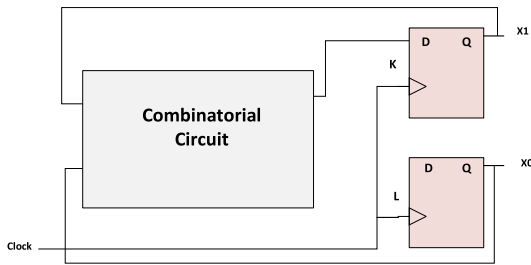 X1
D Q
K
Combinatorial
Circuit
D Q
X0
L
Clock